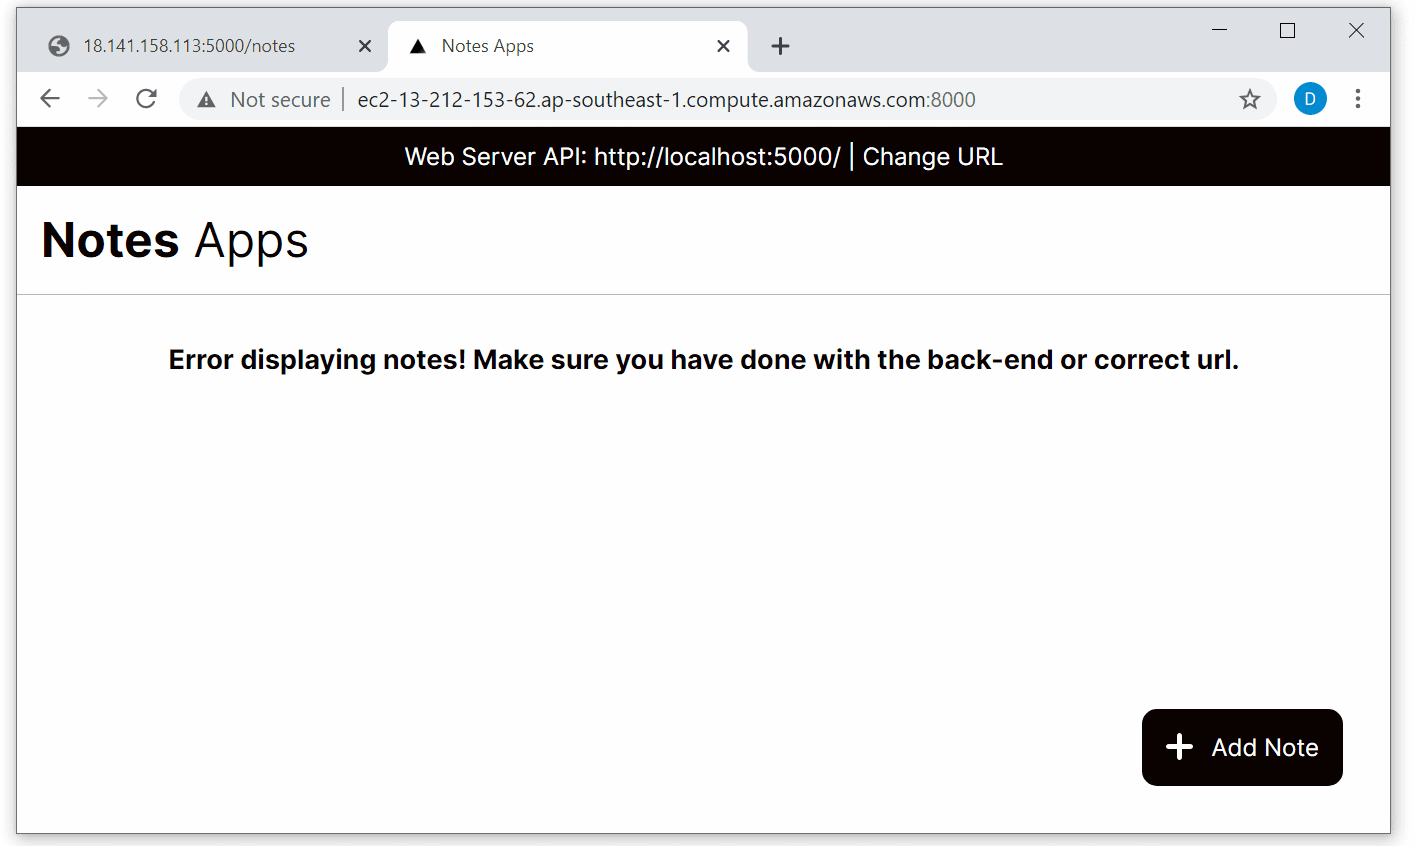 18.141.158.113:5000/notes
Notes Apps
Not secure | ec2-13-212-153-62.ap-southeast-1.compute.amazonaws.com:8000
D
Web Server API: http://localhost:5000/ | Change URL
Notes Apps
Error displaying notes! Make sure you have done with the back-end or correct url.
Add Note